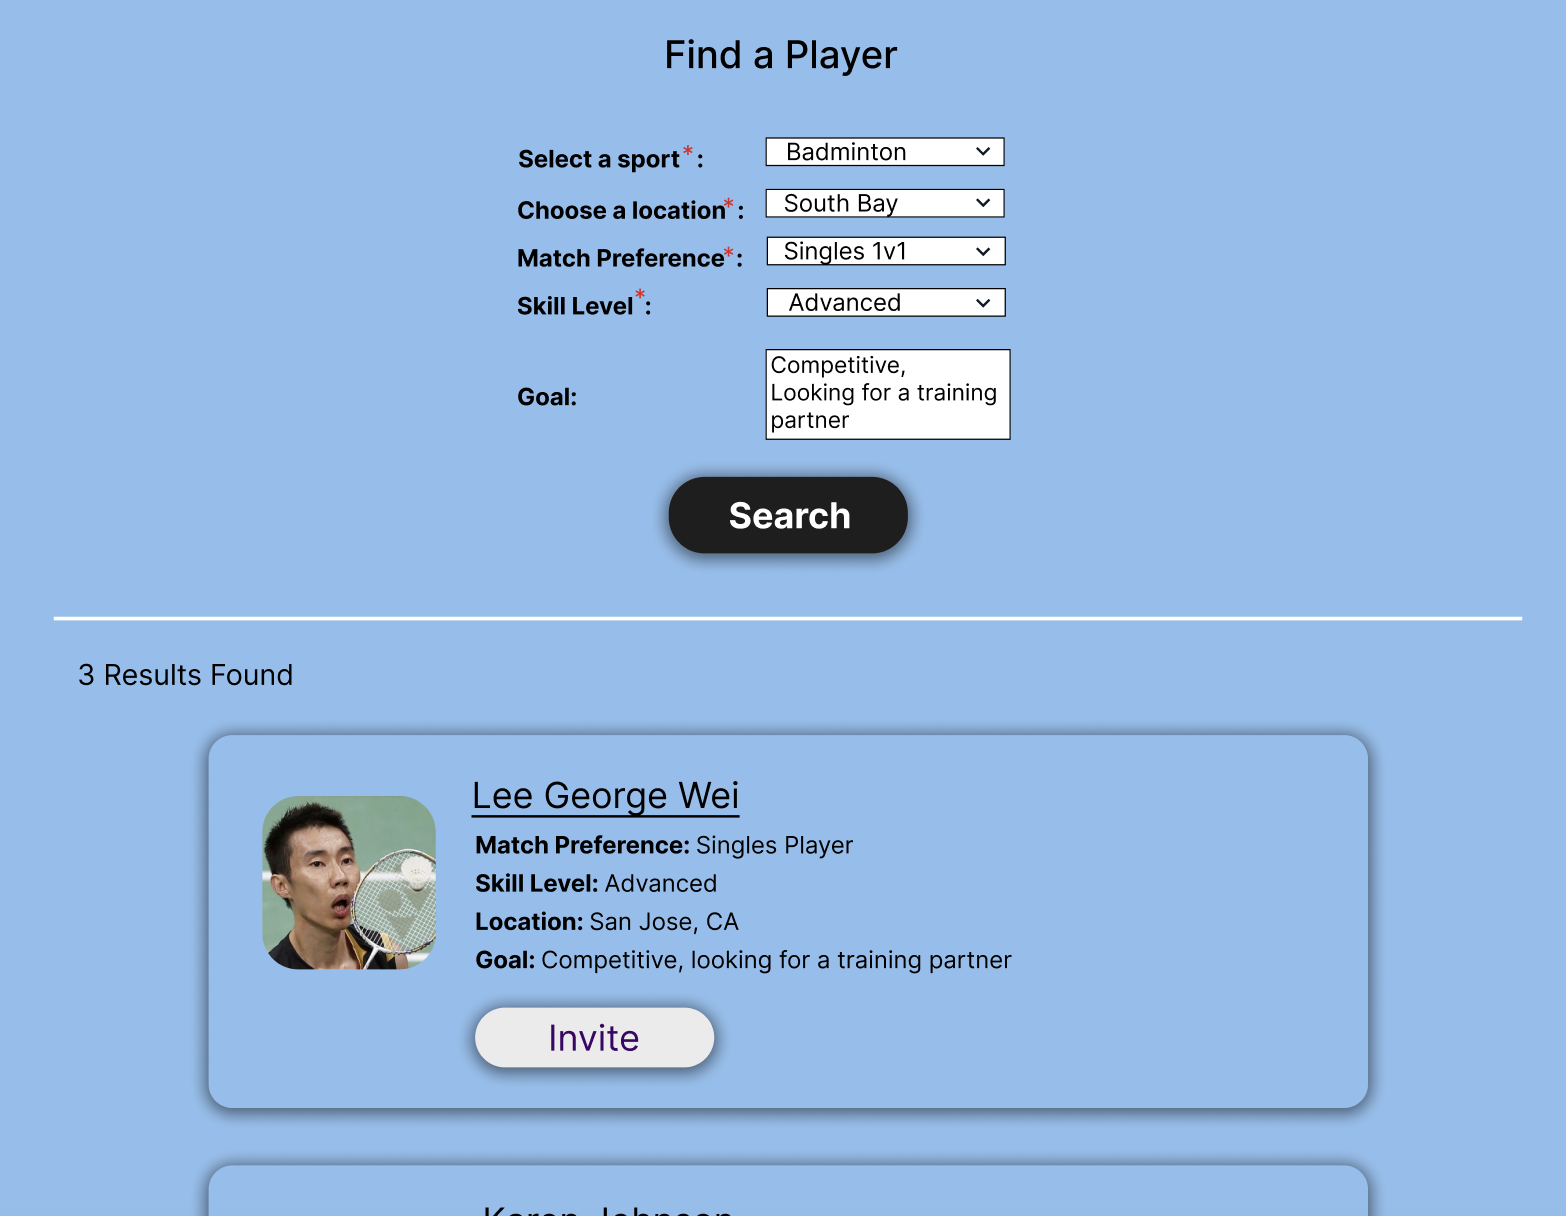 Find a Player
Select a sport*: Badminton
Choose a location*: South Bay
Match Preference*: Singles 1v1
Skill Level*: Advanced
Goal: Competitive,
Looking for a training
partner
Search
3 Results Found
Lee George Wei
Match Preference: Singles Player
Skill Level: Advanced
Location: San Jose, CA
Goal: Competitive, looking for a training partner
Invite
Karen Johnson